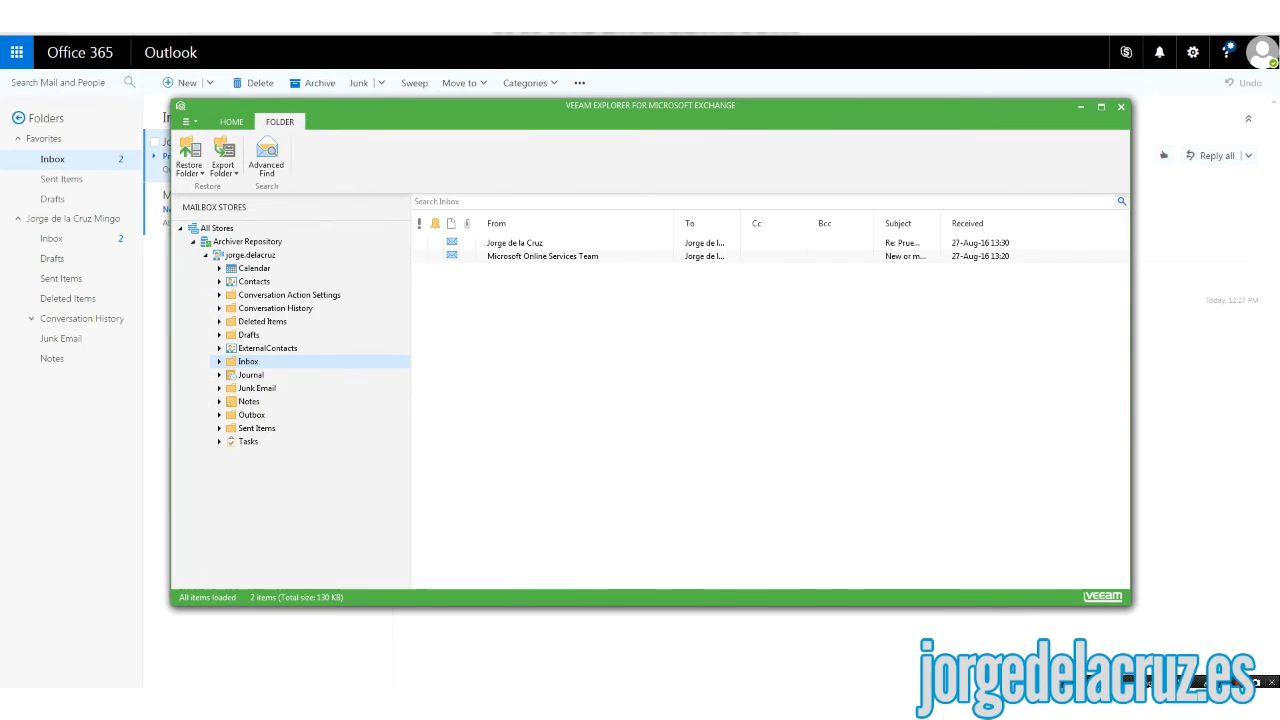 Office 365
Outlook
Search Mail and People
New
Delete
Archive
Junk
Sweep
Move to
Categories
Undo
Folders
Favorites
Inbox 2
Sent Items
Drafts
Jorge de la Cruz Mingo
Inbox 2
Drafts
Sent Items
Deleted Items
Conversation History
Junk Email
Notes
Reply all
Today, 12:27 PM
VEEAM EXPLORER FOR MICROSOFT EXCHANGE
HOME FOLDER
Restore Folder
Export Folder
Advanced Find
Restore
Search
MAILBOX STORES
All Stores
Archiver Repository
jorge.delacruz
Calendar
Contacts
Conversation Action Settings
Conversation History
Deleted Items
Drafts
ExternalContacts
Inbox
Journal
Junk Email
Notes
Outbox
Sent Items
Tasks
Search Inbox
From To Cc Bcc Subject Received
Jorge de la Cruz Jorge de l... Re: Prue... 27-Aug-16 13:30
Microsoft Online Services Team Jorge de l... New or m... 27-Aug-16 13:20
All items loaded 2 items (Total size: 130 KB)
veeam
jorgedelacruz.es